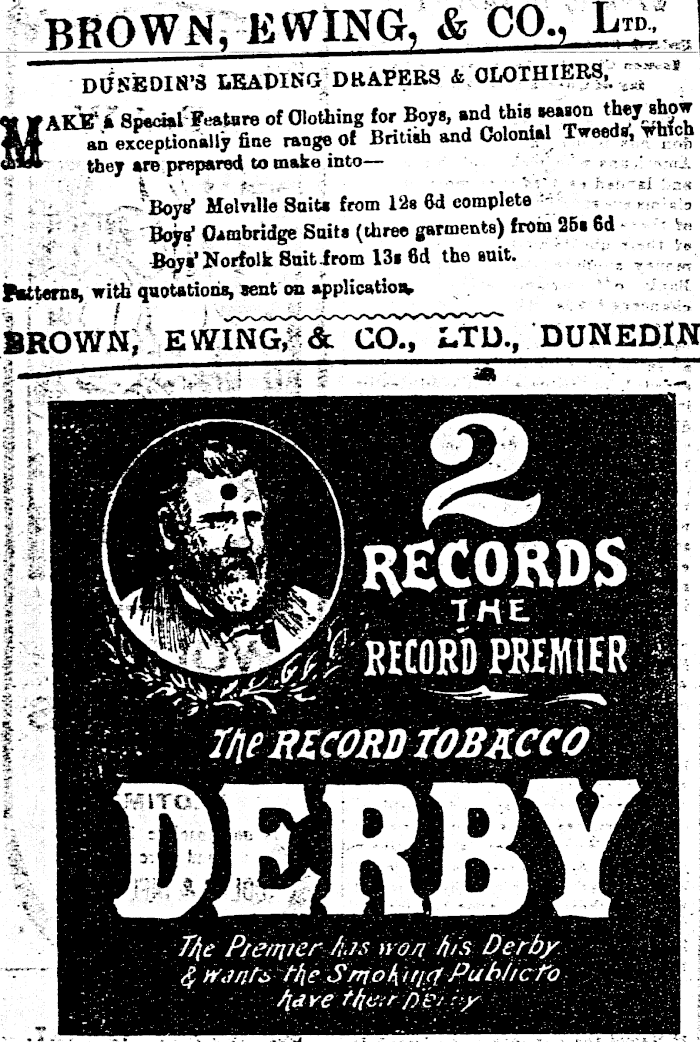 BROWN, EWING, & CO., LTD.,
DUNEDIN'S LEADING DRAPERS & CLOTHIERS,
MAKE a Special Feature of Clothing for Boys, and this season they show
an exceptionally fine range of British and Colonial Tweeds, which
they are prepared to make into—
Boys' Melville Suits from 12s 6d complete
Boys' Cambridge Suits (three garments) from 25s 6d
Boys' Norfolk Suit from 13s 6d the suit.
Patterns, with quotations, sent on application.
BROWN, EWING, & CO., LTD., DUNEDIN
2
RECORDS
THE
RECORD PREMIER
The RECORD TOBACCO
DERBY
The Premier has won his Derby
& wants the Smoking Public to
have their Derby